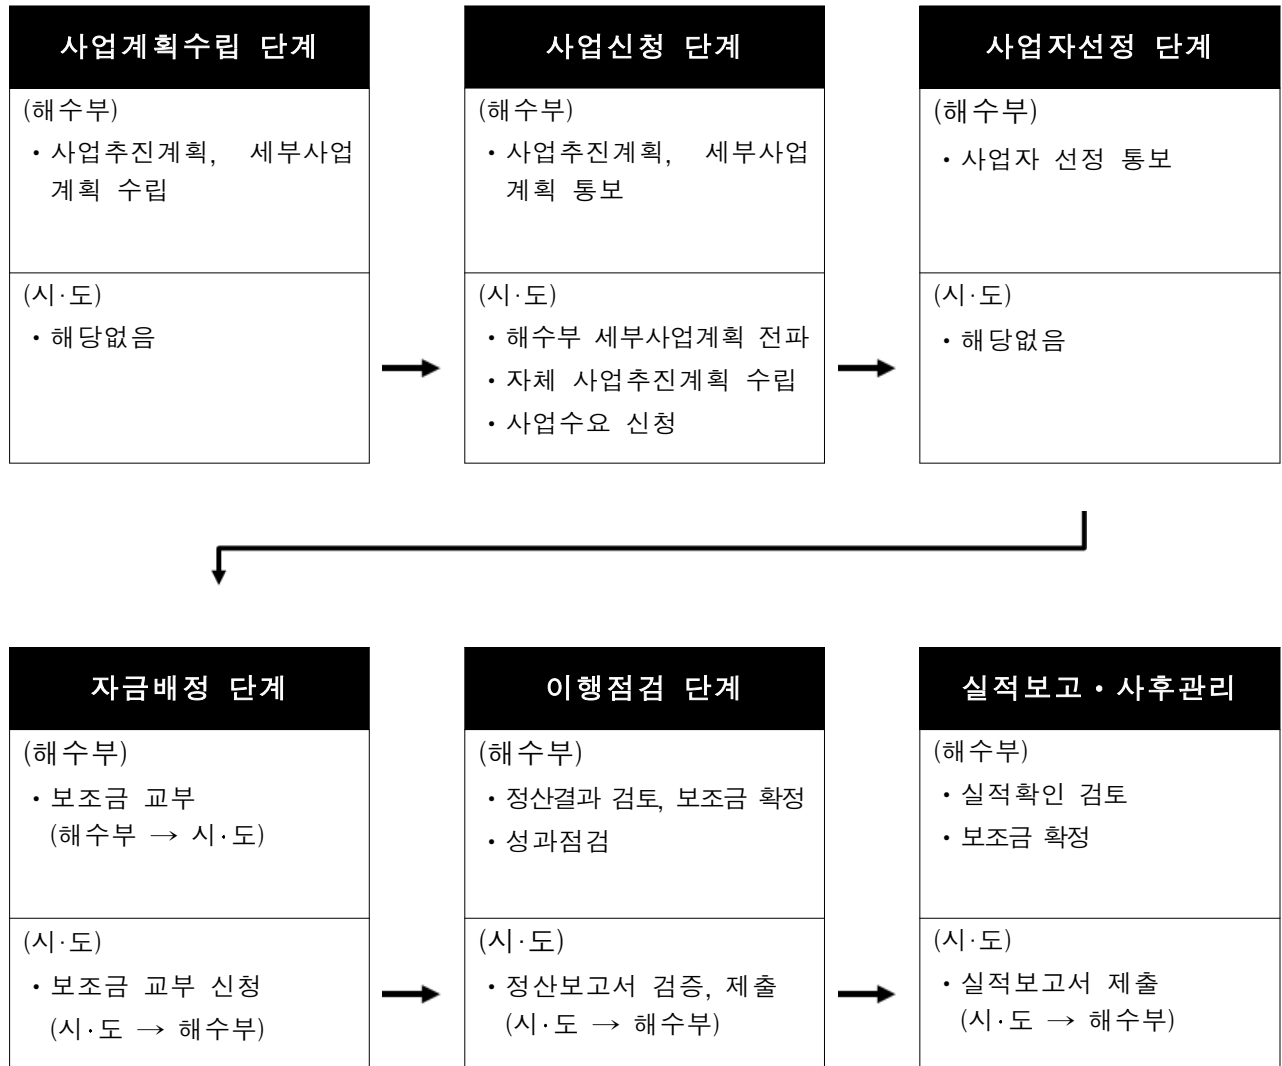 사업계획수립 단계
(해수부)
· 사업추진계획, 세부사업
계획 수립
(시·도)
· 해당없음
사업신청 단계
(해수부)
· 사업추진계획, 세부사업
계획 통보
(시·도)
· 해수부 세부사업계획 전파
· 자체 사업추진계획 수립
· 사업수요 신청
사업자선정 단계
(해수부)
· 사업자 선정 통보
(시·도)
· 해당없음
자금배정 단계
(해수부)
· 보조금 교부
(해수부 → 시·도)
(시·도)
· 보조금 교부 신청
(시·도 → 해수부)
이행점검 단계
(해수부)
· 정산결과 검토, 보조금 확정
· 성과점검
(시·도)
· 정산보고서 검증, 제출
(시·도 → 해수부)
실적보고·사후관리
(해수부)
· 실적확인 검토
· 보조금 확정
(시·도)
· 실적보고서 제출
(시·도 → 해수부)